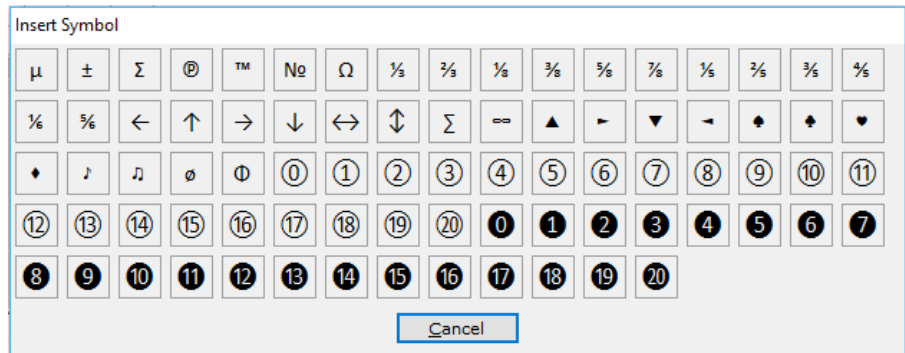 Insert Symbol
µ ± Σ ℗ ™ № Ω ⅓ ⅔ ⅛ ⅜ ⅝ ⅞ ⅕ ⅖ ⅗ ⅘
⅙ ⅚ ← ↑ → ↓ ↔ ↕ ∑ ∞ ▲ ► ▼ ◄ ♠ ♣ ♥
♦ ♪ ♫ ø Φ ⓪ ① ② ③ ④ ⑤ ⑥ ⑦ ⑧ ⑨ ⑩ ⑪
⑫ ⑬ ⑭ ⑮ ⑯ ⑰ ⑱ ⑲ ⑳ ⓿ ❶ ❷ ❸ ❹ ❺ ❻ ❼
❽ ❾ ❿ ⓫ ⓬ ⓭ ⓮ ⓯ ⓰ ⓱ ⓲ ⓳ ⓴
Cancel